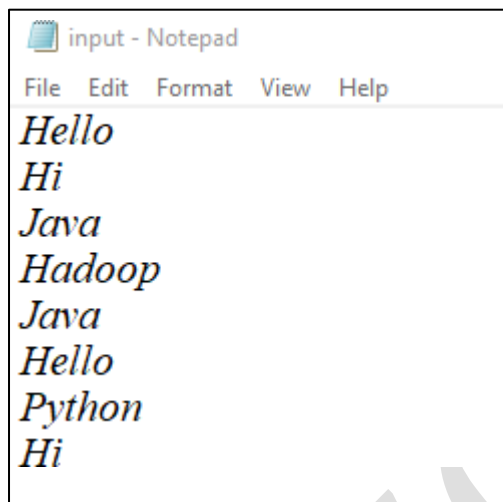 input - Notepad
File Edit Format View Help
Hello
Hi
Java
Hadoop
Java
Hello
Python
Hi